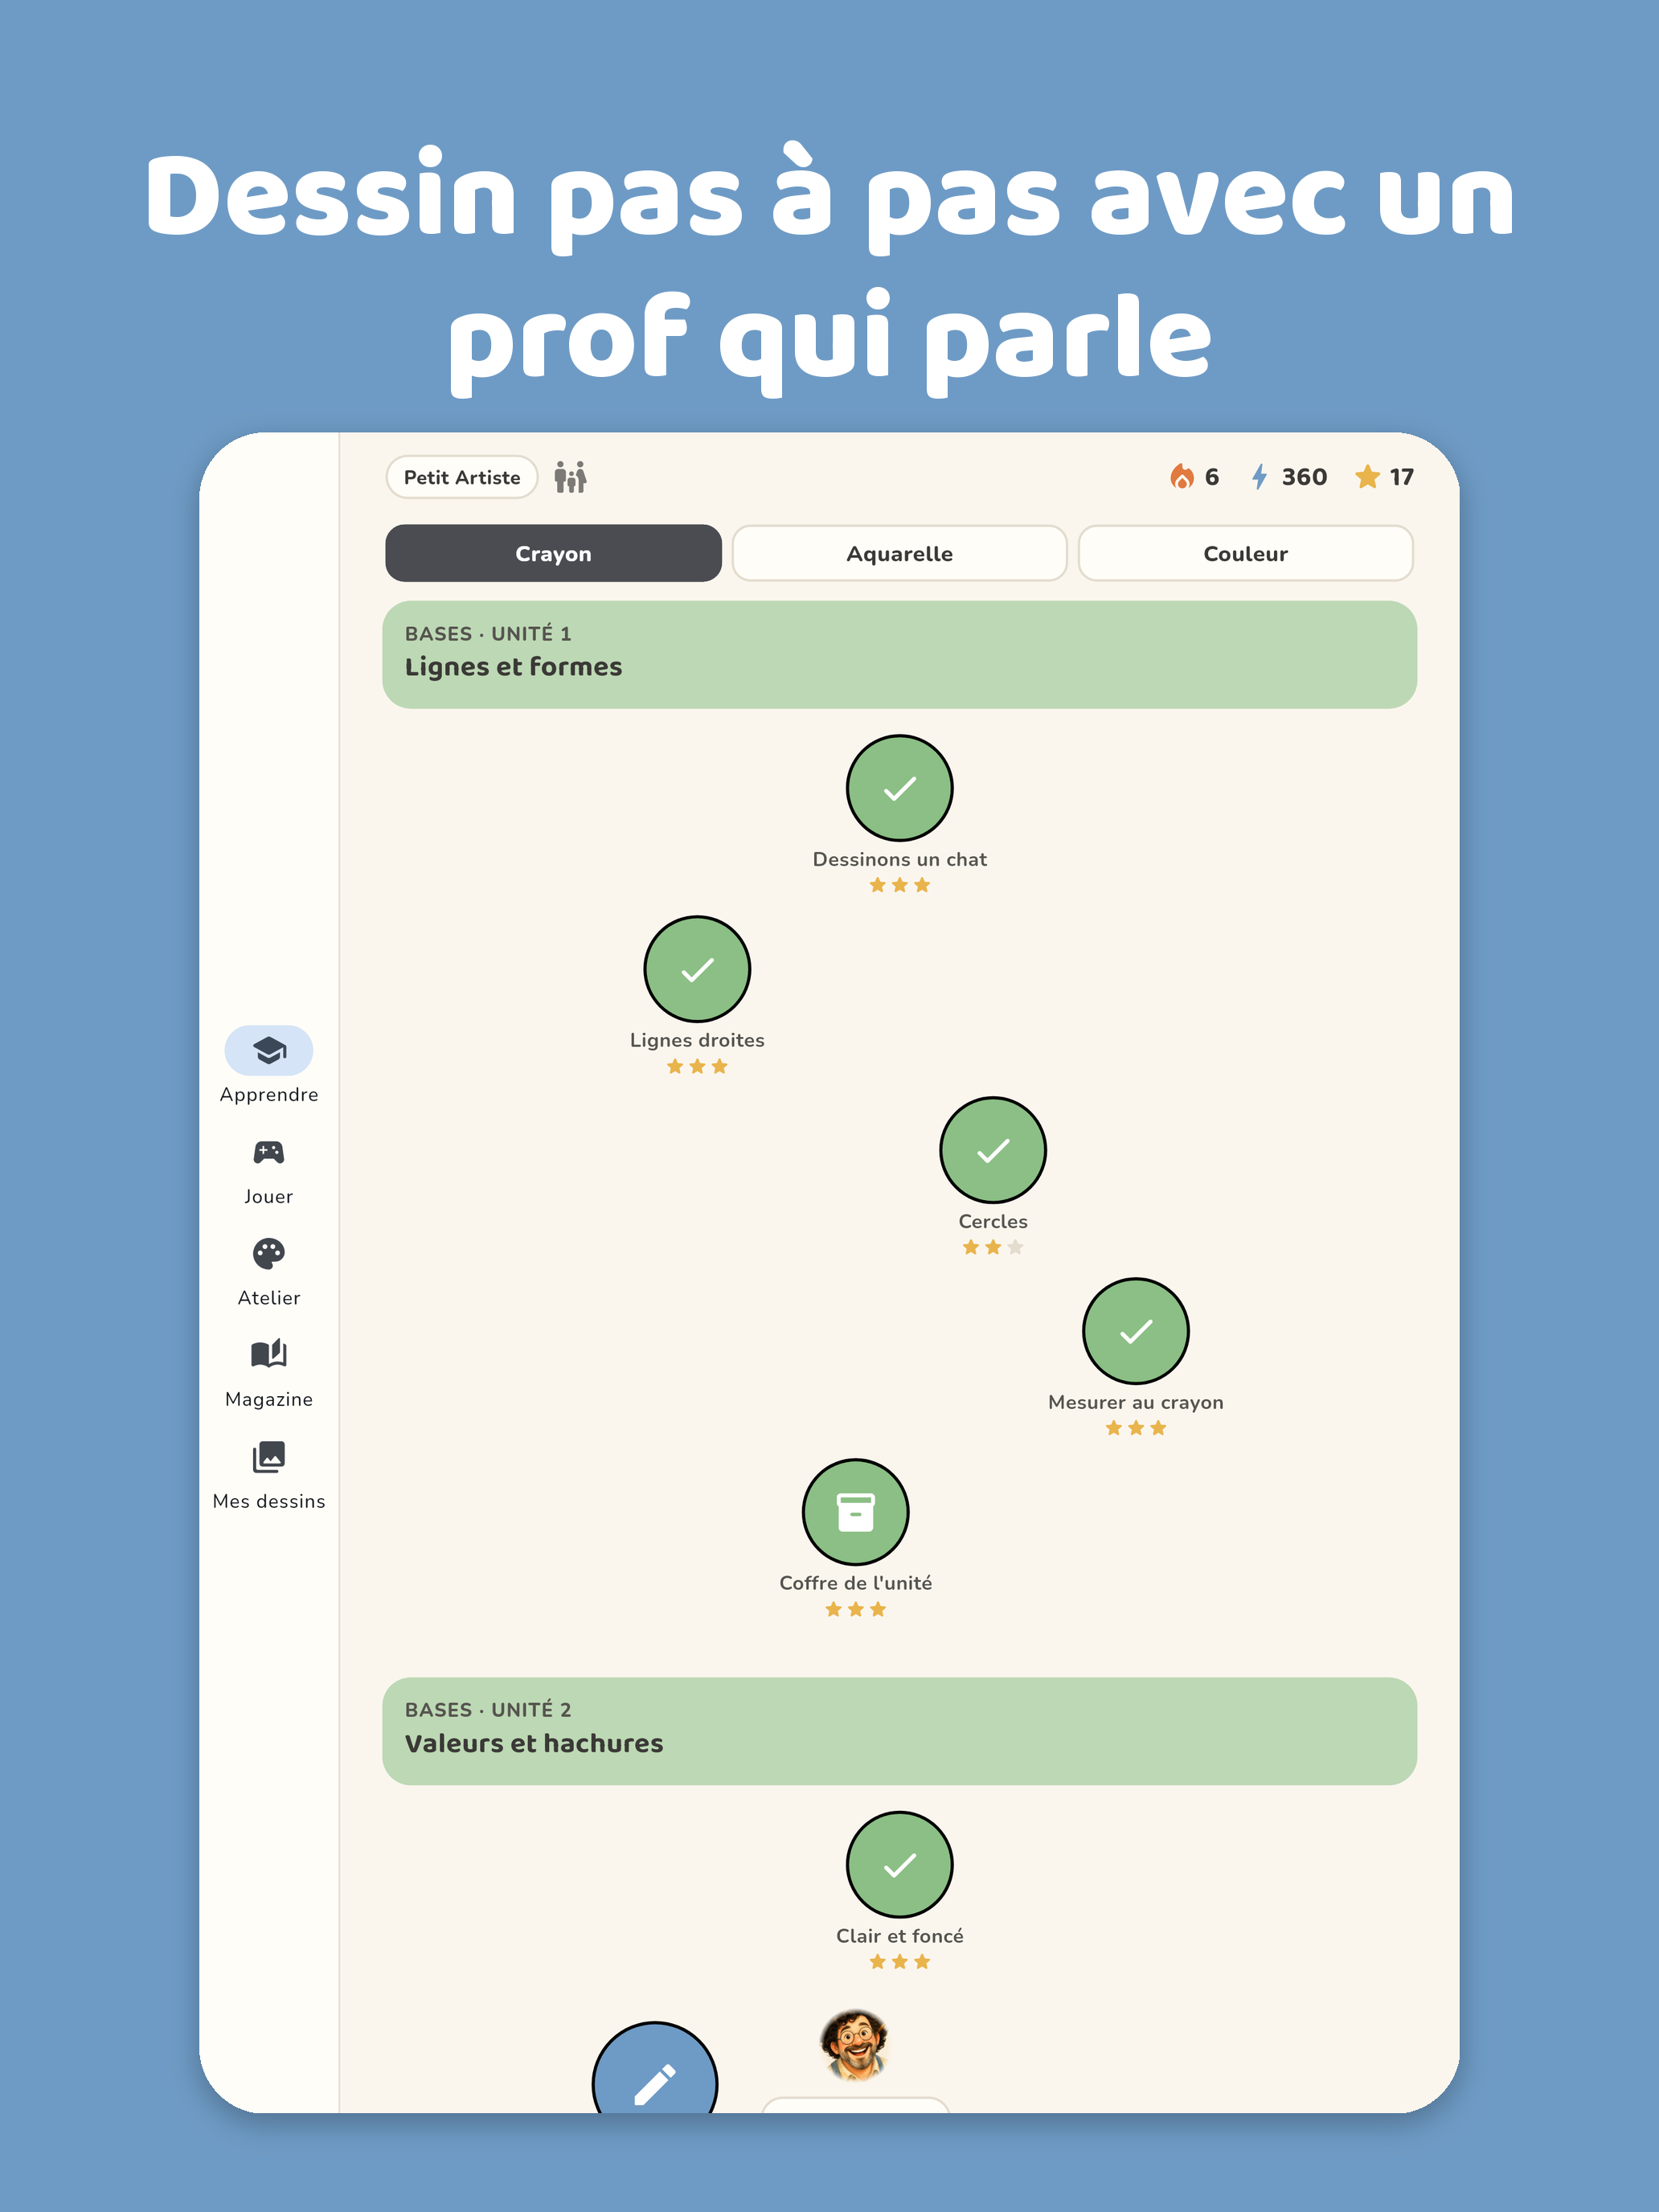 Dessin pas à pas avec un
prof qui parle
Petit Artiste
6 360 17
Crayon Aquarelle Couleur
BASES · UNITÉ 1
Lignes et formes
Dessinons un chat
Lignes droites
Cercles
Mesurer au crayon
Coffre de l'unité
BASES · UNITÉ 2
Valeurs et hachures
Clair et foncé
Apprendre
Jouer
Atelier
Magazine
Mes dessins